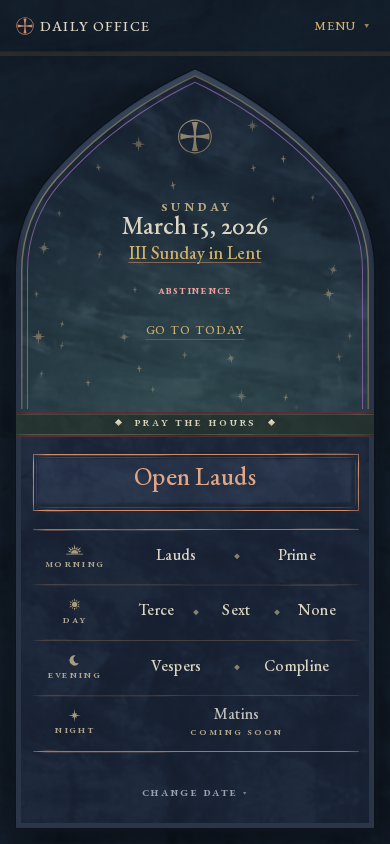 DAILY OFFICE MENU
SUNDAY
March 15, 2026
III Sunday in Lent
ABSTINENCE
GO TO TODAY
PRAY THE HOURS
Open Lauds
MORNING Lauds Prime
DAY Terce Sext None
EVENING Vespers Compline
NIGHT Matins
COMING SOON
CHANGE DATE